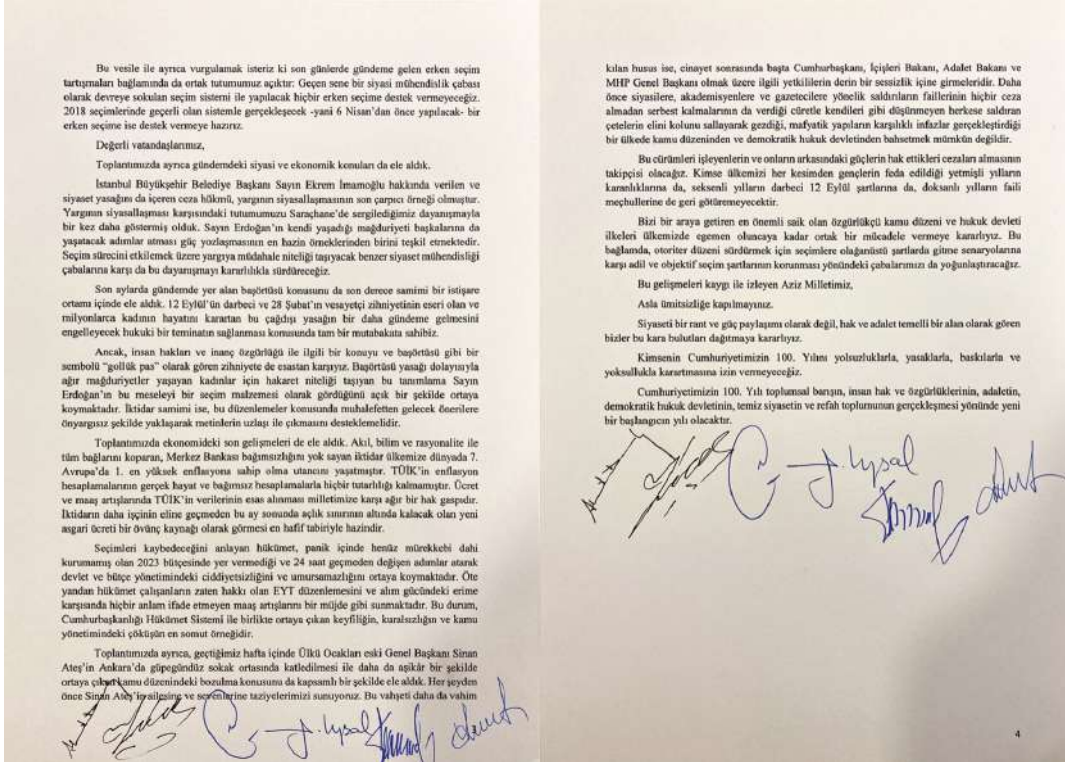 Bu vesile ile ayrıca vurgulamak isteriz ki son günlerde gündeme gelen erken seçim
tartışmaları bağlamında da ortak tutumumuz açıktır: Geçen sene bir siyasi mühendislik çabası
olarak devreye sokulan seçim sistemi ile yapılacak hiçbir erken seçime destek vermeyeceğiz.
2018 seçimlerinde geçerli olan sistemle gerçekleşecek -yani 6 Nisan'dan önce yapılacak- bir
erken seçime ise destek vermeye hazırız.
Değerli vatandaşlarımız,
Toplantımızda ayrıca gündemdeki siyasi ve ekonomik konuları da ele aldık.
İstanbul Büyükşehir Belediye Başkanı Sayın Ekrem İmamoğlu hakkında verilen ve
siyaset yasağını da içeren ceza hükmü, yargının siyasallaşmasının son çarpıcı örneği olmuştur.
Yargının siyasallaşması karşısındaki tutumumuzu Saraçhane'de sergilediğimiz dayanışmayla
bir kez daha göstermiş olduk. Sayın Erdoğan'ın kendi yaşadığı mağduriyeti başkalarına da
yaşatacak adımlar atması güç yozlaşmasının en hazin örneklerinden birini teşkil etmektedir.
Seçim sürecini etkilemek üzere yargıya müdahale niteliği taşıyacak benzer siyaset mühendisliği
çabalarına karşı da bu dayanışmayı kararlılıkla sürdüreceğiz.
Son aylarda gündemde yer alan başörtüsü konusunu da son derece samimi bir istişare
ortamı içinde ele aldık. 12 Eylül'ün darbeci ve 28 Şubat'ın vesayetçi zihniyetinin eseri olan ve
milyonlarca kadının hayatını karartan bu çağdışı yasağın bir daha gündeme gelmesini
engelleyecek hukuki bir teminatın sağlanması konusunda tam bir mutabakata sahibiz.
Ancak, insan hakları ve inanç özgürlüğü ile ilgili bir konuyu ve başörtüsü gibi bir
sembolü "gollük pas" olarak gören zihniyete de esastan karşıyız. Başörtüsü yasağı dolayısıyla
ağır mağduriyetler yaşayan kadınlar için hakaret niteliği taşıyan bu tanımlama Sayın
Erdoğan'ın bu meseleyi bir seçim malzemesi olarak gördüğünü açık bir şekilde ortaya
koymaktadır. İktidar samimi ise, bu düzenlemeler konusunda muhalefetten gelecek önerilere
önyargısız şekilde yaklaşarak metinlerin uzlaşı ile çıkmasını desteklemelidir.
Toplantımızda ekonomideki son gelişmeleri de ele aldık. Akıl, bilim ve rasyonalite ile
tüm bağlarını koparan, Merkez Bankası bağımsızlığını yok sayan iktidar ülkemize dünyada 7.
Avrupa'da 1. en yüksek enflasyona sahip olma utancını yaşatmıştır. TÜİK'in enflasyon
hesaplamalarının gerçek hayat ve bağımsız hesaplamalarla hiçbir tutarlılığı kalmamıştır. Ücret
ve maaş artışlarında TÜİK'in verilerinin esas alınması milletimize karşı ağır bir hak gaspıdır.
İktidarın daha işçinin eline geçmeden bu ay sonunda açlık sınırının altında kalacak olan yeni
asgari ücreti bir övünç kaynağı olarak görmesi en hafif tabiriyle hazindir.
Seçimleri kaybedeceğini anlayan hükümet, panik içinde henüz mürekkebi dahi
kurumamış olan 2023 bütçesinde yer vermediği ve 24 saat geçmeden değişen adımlar atarak
devlet ve bütçe yönetimindeki ciddiyetsizliğini ve umursamazlığını ortaya koymaktadır. Öte
yandan hükümet çalışanların zaten hakkı olan EYT düzenlemesini ve alım gücündeki erime
karşısında hiçbir anlam ifade etmeyen maaş artışlarını bir müjde gibi sunmaktadır. Bu durum,
Cumhurbaşkanlığı Hükümet Sistemi ile birlikte ortaya çıkan keyfiliğin, kuralsızlığın ve kamu
yönetimindeki çöküşün en somut örneğidir.
Toplantımızda ayrıca, geçtiğimiz hafta içinde Ülkü Ocakları eski Genel Başkanı Sinan
Ateş'in Ankara'da güpegündüz sokak ortasında katledilmesi ile daha da aşikâr bir şekilde
ortaya çıkan kamu düzenindeki bozulma konusunu da kapsamlı bir şekilde ele aldık. Her şeyden
önce Sinan Ateş'in ailesine ve sevenlerine taziyelerimizi sunuyoruz. Bu vahşeti daha da vahim
J. Uysal
kılan husus ise, cinayet sonrasında başta Cumhurbaşkanı, İçişleri Bakanı, Adalet Bakanı ve
MHP Genel Başkanı olmak üzere ilgili yetkililerin derin bir sessizlik içine girmeleridir. Daha
önce siyasilere, akademisyenlere ve gazetecilere yönelik saldırıların faillerinin hiçbir ceza
almadan serbest kalmalarının da verdiği cüretle kendileri gibi düşünmeyen herkese saldıran
çetelerin elini kolunu sallayarak gezdiği, mafyatik yapıların karşılıklı infazlar gerçekleştirdiği
bir ülkede kamu düzeninden ve demokratik hukuk devletinden bahsetmek mümkün değildir.
Bu cürümleri işleyenlerin ve onların arkasındaki güçlerin hak ettikleri cezaları almasının
takipçisi olacağız. Kimse ülkemizi her kesimden gençlerin feda edildiği yetmişli yılların
karanlıklarına da, seksenli yılların darbeci 12 Eylül şartlarına da, doksanlı yılların faili
meçhullerine de geri götüremeyecektir.
Bizi bir araya getiren en önemli saik olan özgürlükçü kamu düzeni ve hukuk devleti
ilkeleri ülkemizde egemen oluncaya kadar ortak bir mücadele vermeye kararlıyız. Bu
bağlamda, otoriter düzeni sürdürmek için seçimlere olağanüstü şartlarda gitme senaryolarına
karşı adil ve objektif seçim şartlarının korunması yönündeki çabalarımızı da yoğunlaştıracağız.
Bu gelişmeleri kaygı ile izleyen Aziz Milletimiz,
Asla ümitsizliğe kapılmayınız.
Siyaseti bir rant ve güç paylaşımı olarak değil, hak ve adalet temelli bir alan olarak gören
bizler bu kara bulutları dağıtmaya kararlıyız.
Kimsenin Cumhuriyetimizin 100. Yılını yolsuzluklarla, yasaklarla, baskılarla ve
yoksullukla karartmasına izin vermeyeceğiz.
Cumhuriyetimizin 100. Yılı toplumsal barışın, insan hak ve özgürlüklerinin, adaletin,
demokratik hukuk devletinin, temiz siyasetin ve refah toplumunun gerçekleşmesi yönünde yeni
bir başlangıcın yılı olacaktır.
J. Uysal
4